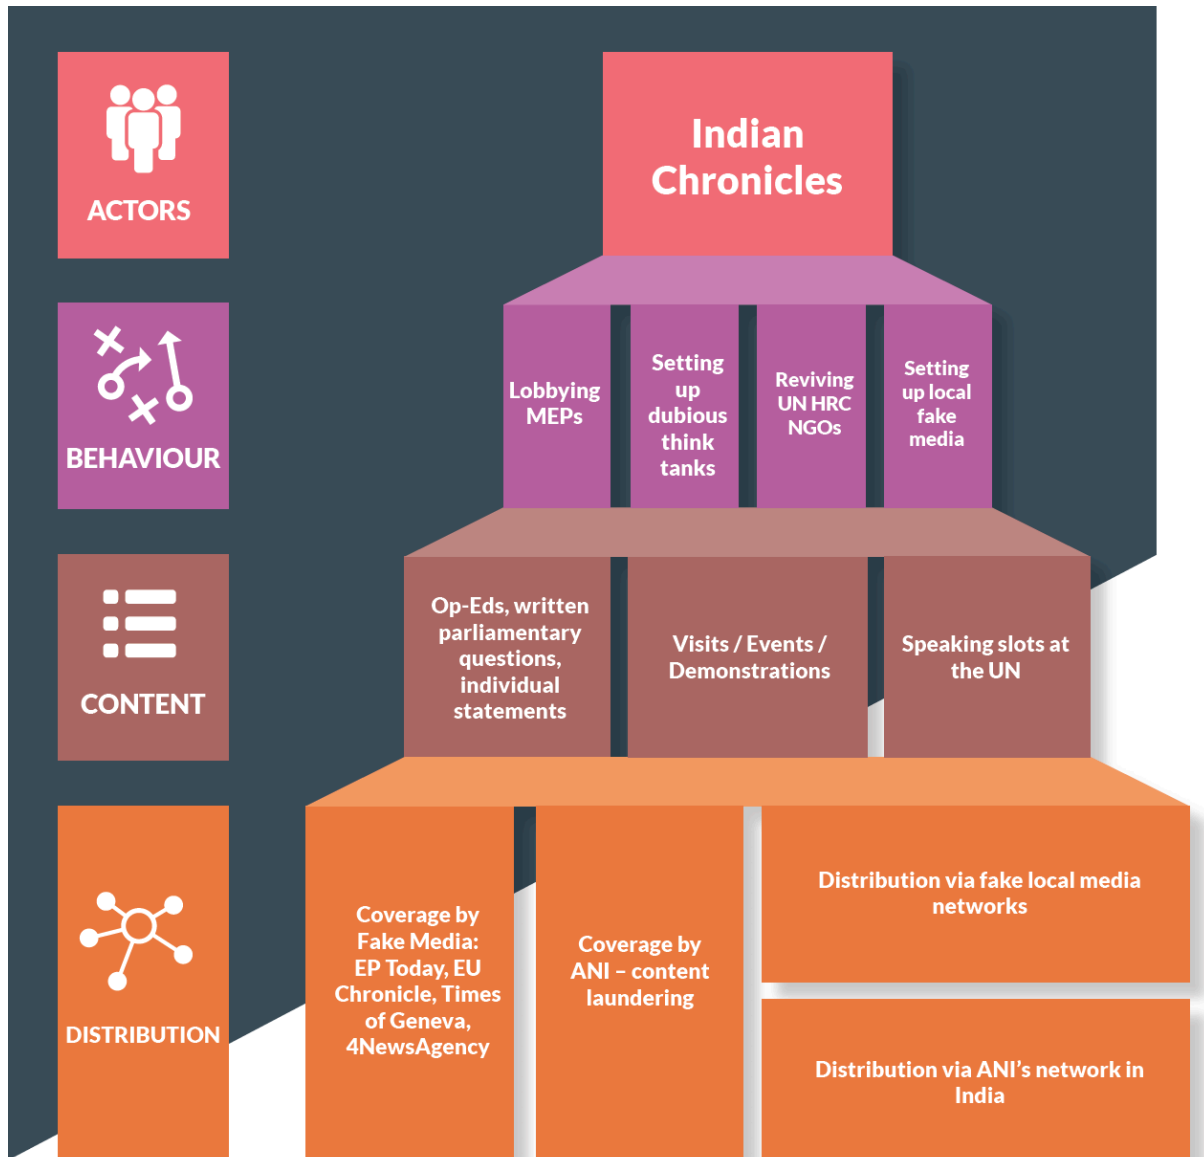 ACTORS
Indian
Chronicles
BEHAVIOUR
Lobbying
MEPs
Setting
up
dubious
think
tanks
Reviving
UN HRC
NGOs
Setting
up local
fake
media
CONTENT
Op-Eds, written
parliamentary
questions,
individual
statements
Visits / Events /
Demonstrations
Speaking slots at
the UN
DISTRIBUTION
Coverage by
Fake Media:
EP Today, EU
Chronicle, Times
of Geneva,
4NewsAgency
Coverage by
ANI – content
laundering
Distribution via fake local media
networks
Distribution via ANI’s network in
India